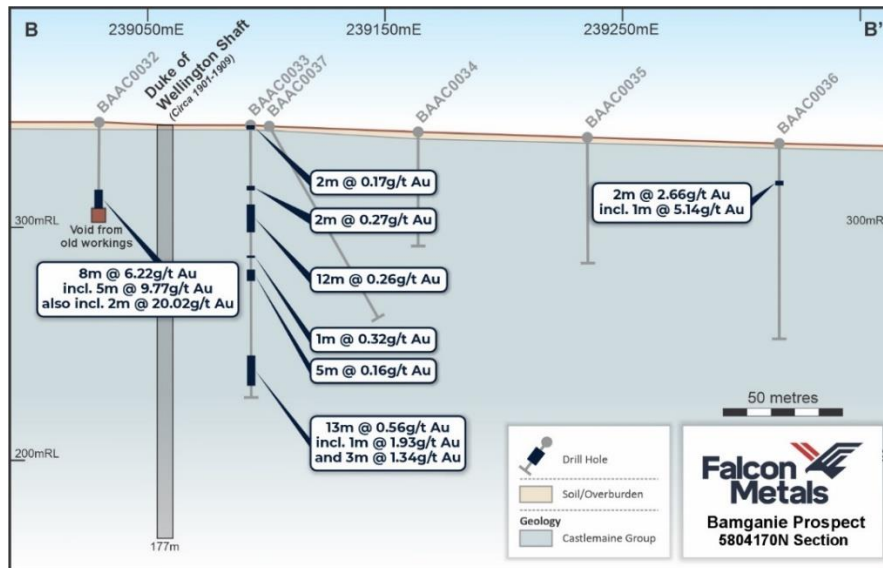 B
239050mE
239150mE
239250mE
B'
BAAC0032
Duke of
Wellington Shaft
(Circa 1901-1909)
BAAC0033
BAAC0037
BAAC0034
BAAC0035
BAAC0036
2m @ 0.17g/t Au
2m @ 0.27g/t Au
2m @ 2.66g/t Au
incl. 1m @ 5.14g/t Au
300mRL
300mRL
Void from
old workings
8m @ 6.22g/t Au
incl. 5m @ 9.77g/t Au
also incl. 2m @ 20.02g/t Au
12m @ 0.26g/t Au
1m @ 0.32g/t Au
5m @ 0.16g/t Au
13m @ 0.56g/t Au
incl. 1m @ 1.93g/t Au
and 3m @ 1.34g/t Au
50 metres
200mRL
177m
Drill Hole
Soil/Overburden
Geology
Castlemaine Group
Falcon
Metals
Bamganie Prospect
5804170N Section